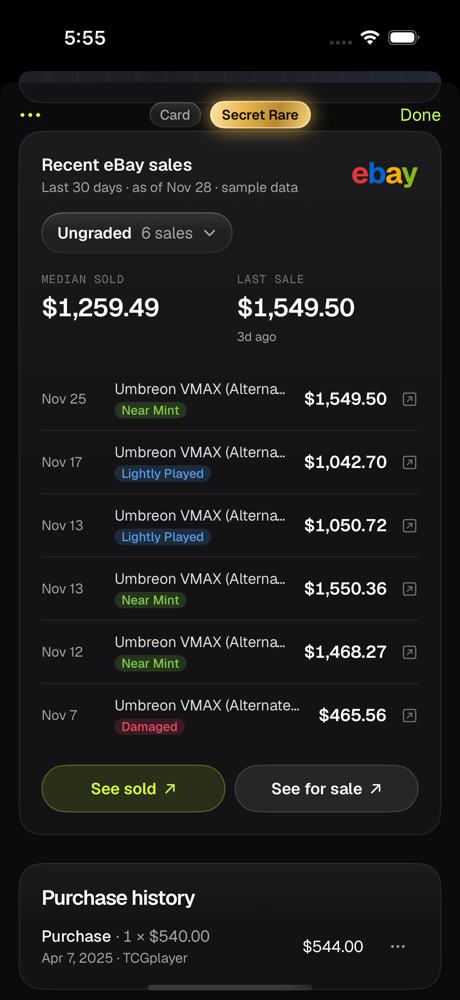 5:55
Card
Secret Rare
Done
Recent eBay sales
Last 30 days · as of Nov 28 · sample data
ebay
Ungraded 6 sales
MEDIAN SOLD
LAST SALE
$1,259.49
$1,549.50
3d ago
Nov 25
Umbreon VMAX (Alterna...
Near Mint
$1,549.50
Nov 17
Umbreon VMAX (Alterna...
Lightly Played
$1,042.70
Nov 13
Umbreon VMAX (Alterna...
Lightly Played
$1,050.72
Nov 13
Umbreon VMAX (Alterna...
Near Mint
$1,550.36
Nov 12
Umbreon VMAX (Alterna...
Near Mint
$1,468.27
Nov 7
Umbreon VMAX (Alternate...
Damaged
$465.56
See sold ↗
See for sale ↗
Purchase history
Purchase · 1 × $540.00
Apr 7, 2025 · TCGplayer
$544.00